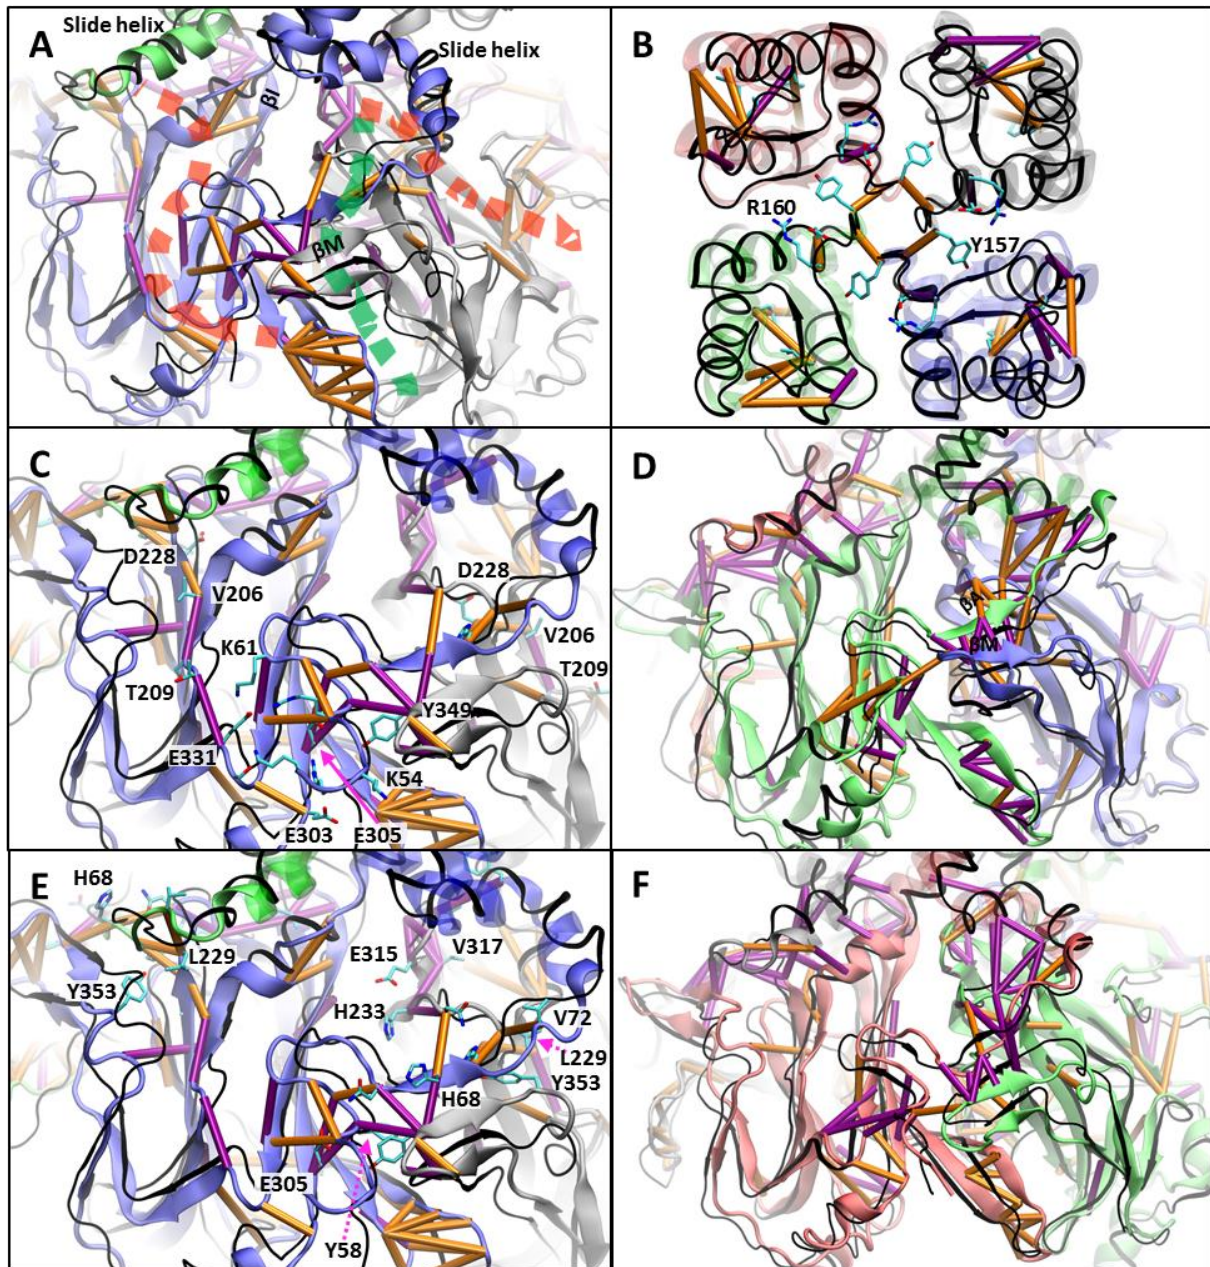 A
Slide helix
Slide helix
βI
βM
B
R160
Y157
C
D228
V206
K61
T209
E331
E303
E305
K54
Y349
D228
V206
T209
D
βA
βM
E
H68
L229
Y353
E315
V317
H233
V72
L229
Y353
H68
E305
Y58
F